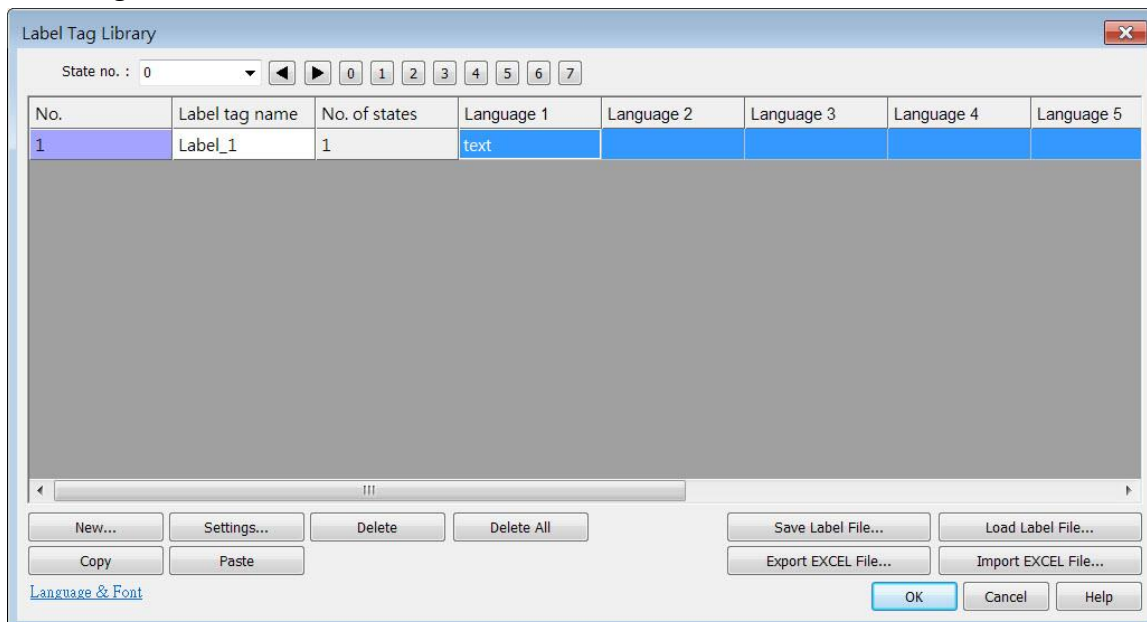 Label Tag Library
State no. : 0 0 1 2 3 4 5 6 7
No. Label tag name No. of states Language 1 Language 2 Language 3 Language 4 Language 5
1 Label_1 1 text
New... Settings... Delete Delete All Save Label File... Load Label File...
Copy Paste Export EXCEL File... Import EXCEL File...
Language & Font OK Cancel Help